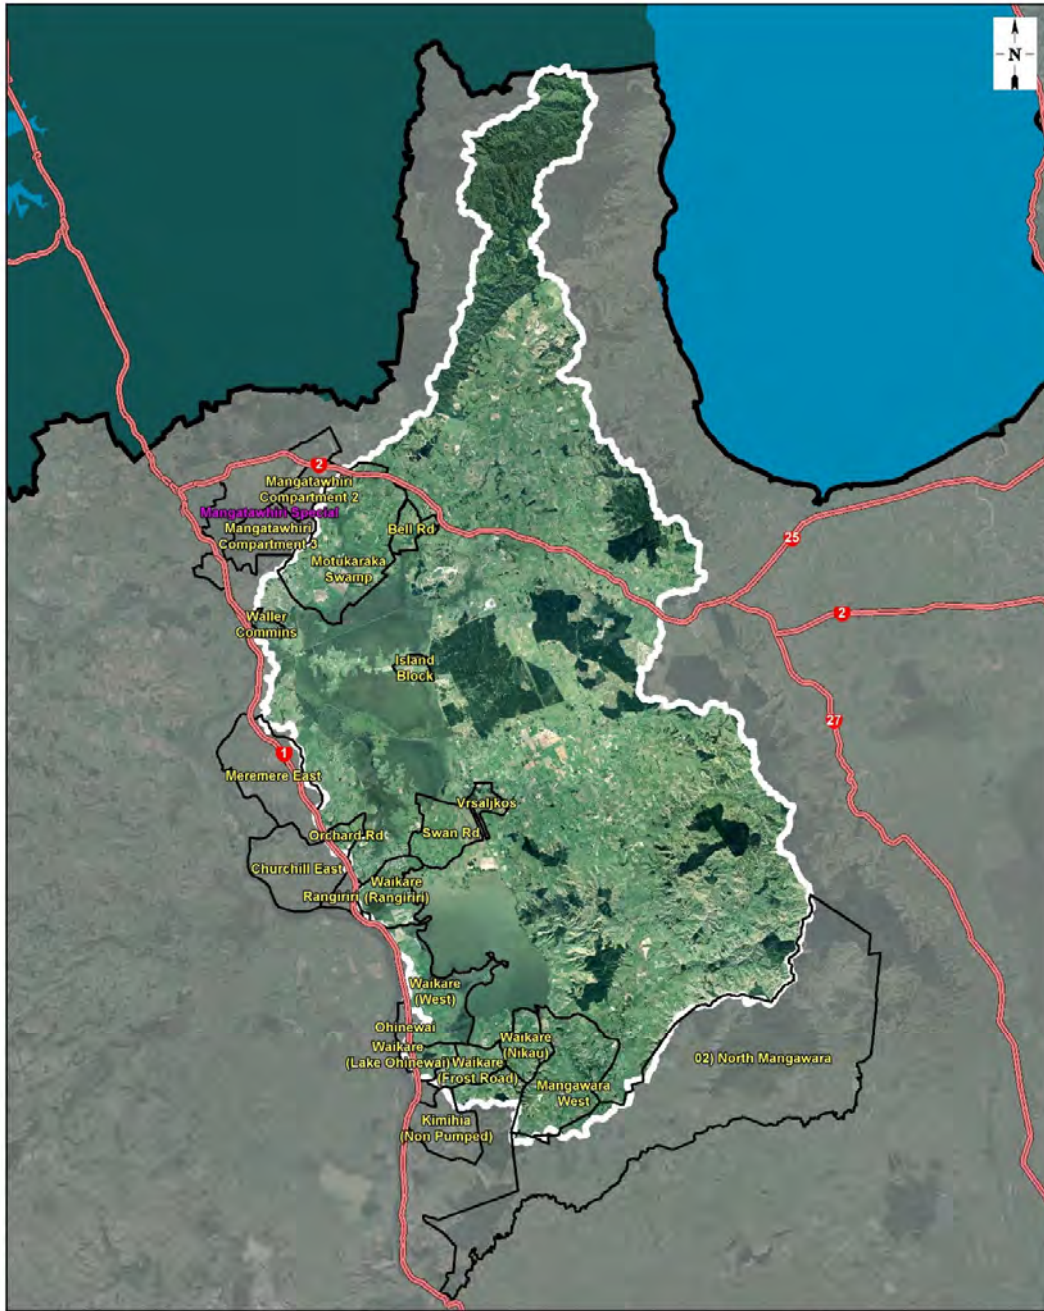 N
2
Mangatawhiri
Compartment 2
Mangatawhiri Special
Mangatawhiri
Compartment 3
Bell Rd
Motukaraka
Swamp
25
2
Waller
Commins
Island
Block
27
1
Meremere East
Vrsaljkos
Orchard Rd
Swan Rd
Churchill East
Waikare
(Rangiriri)
Rangiriri
Waikare
(West)
Ohinewai
Waikare
(Lake Ohinewai)
Waikare
(Frost Road)
Waikare
(Nikau)
Mangawara
West
02) North Mangawara
Kimihia
(Non Pumped)